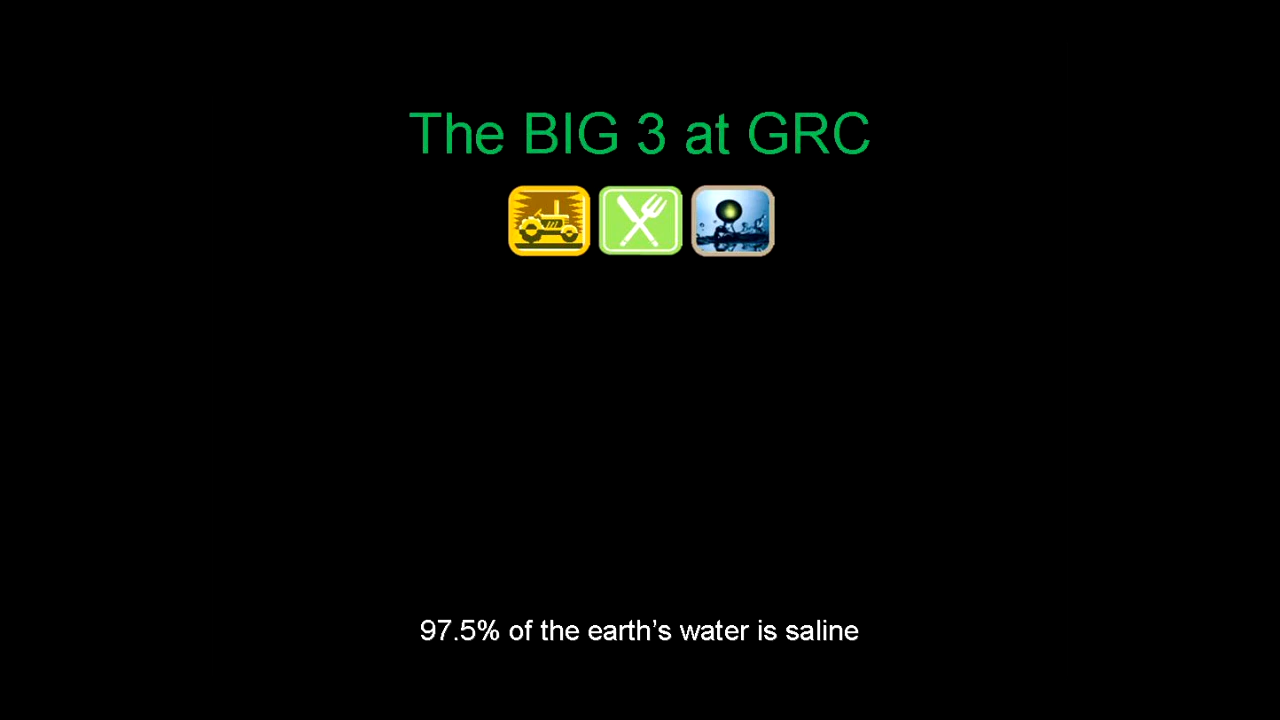 The BIG 3 at GRC
97.5% of the earth’s water is saline